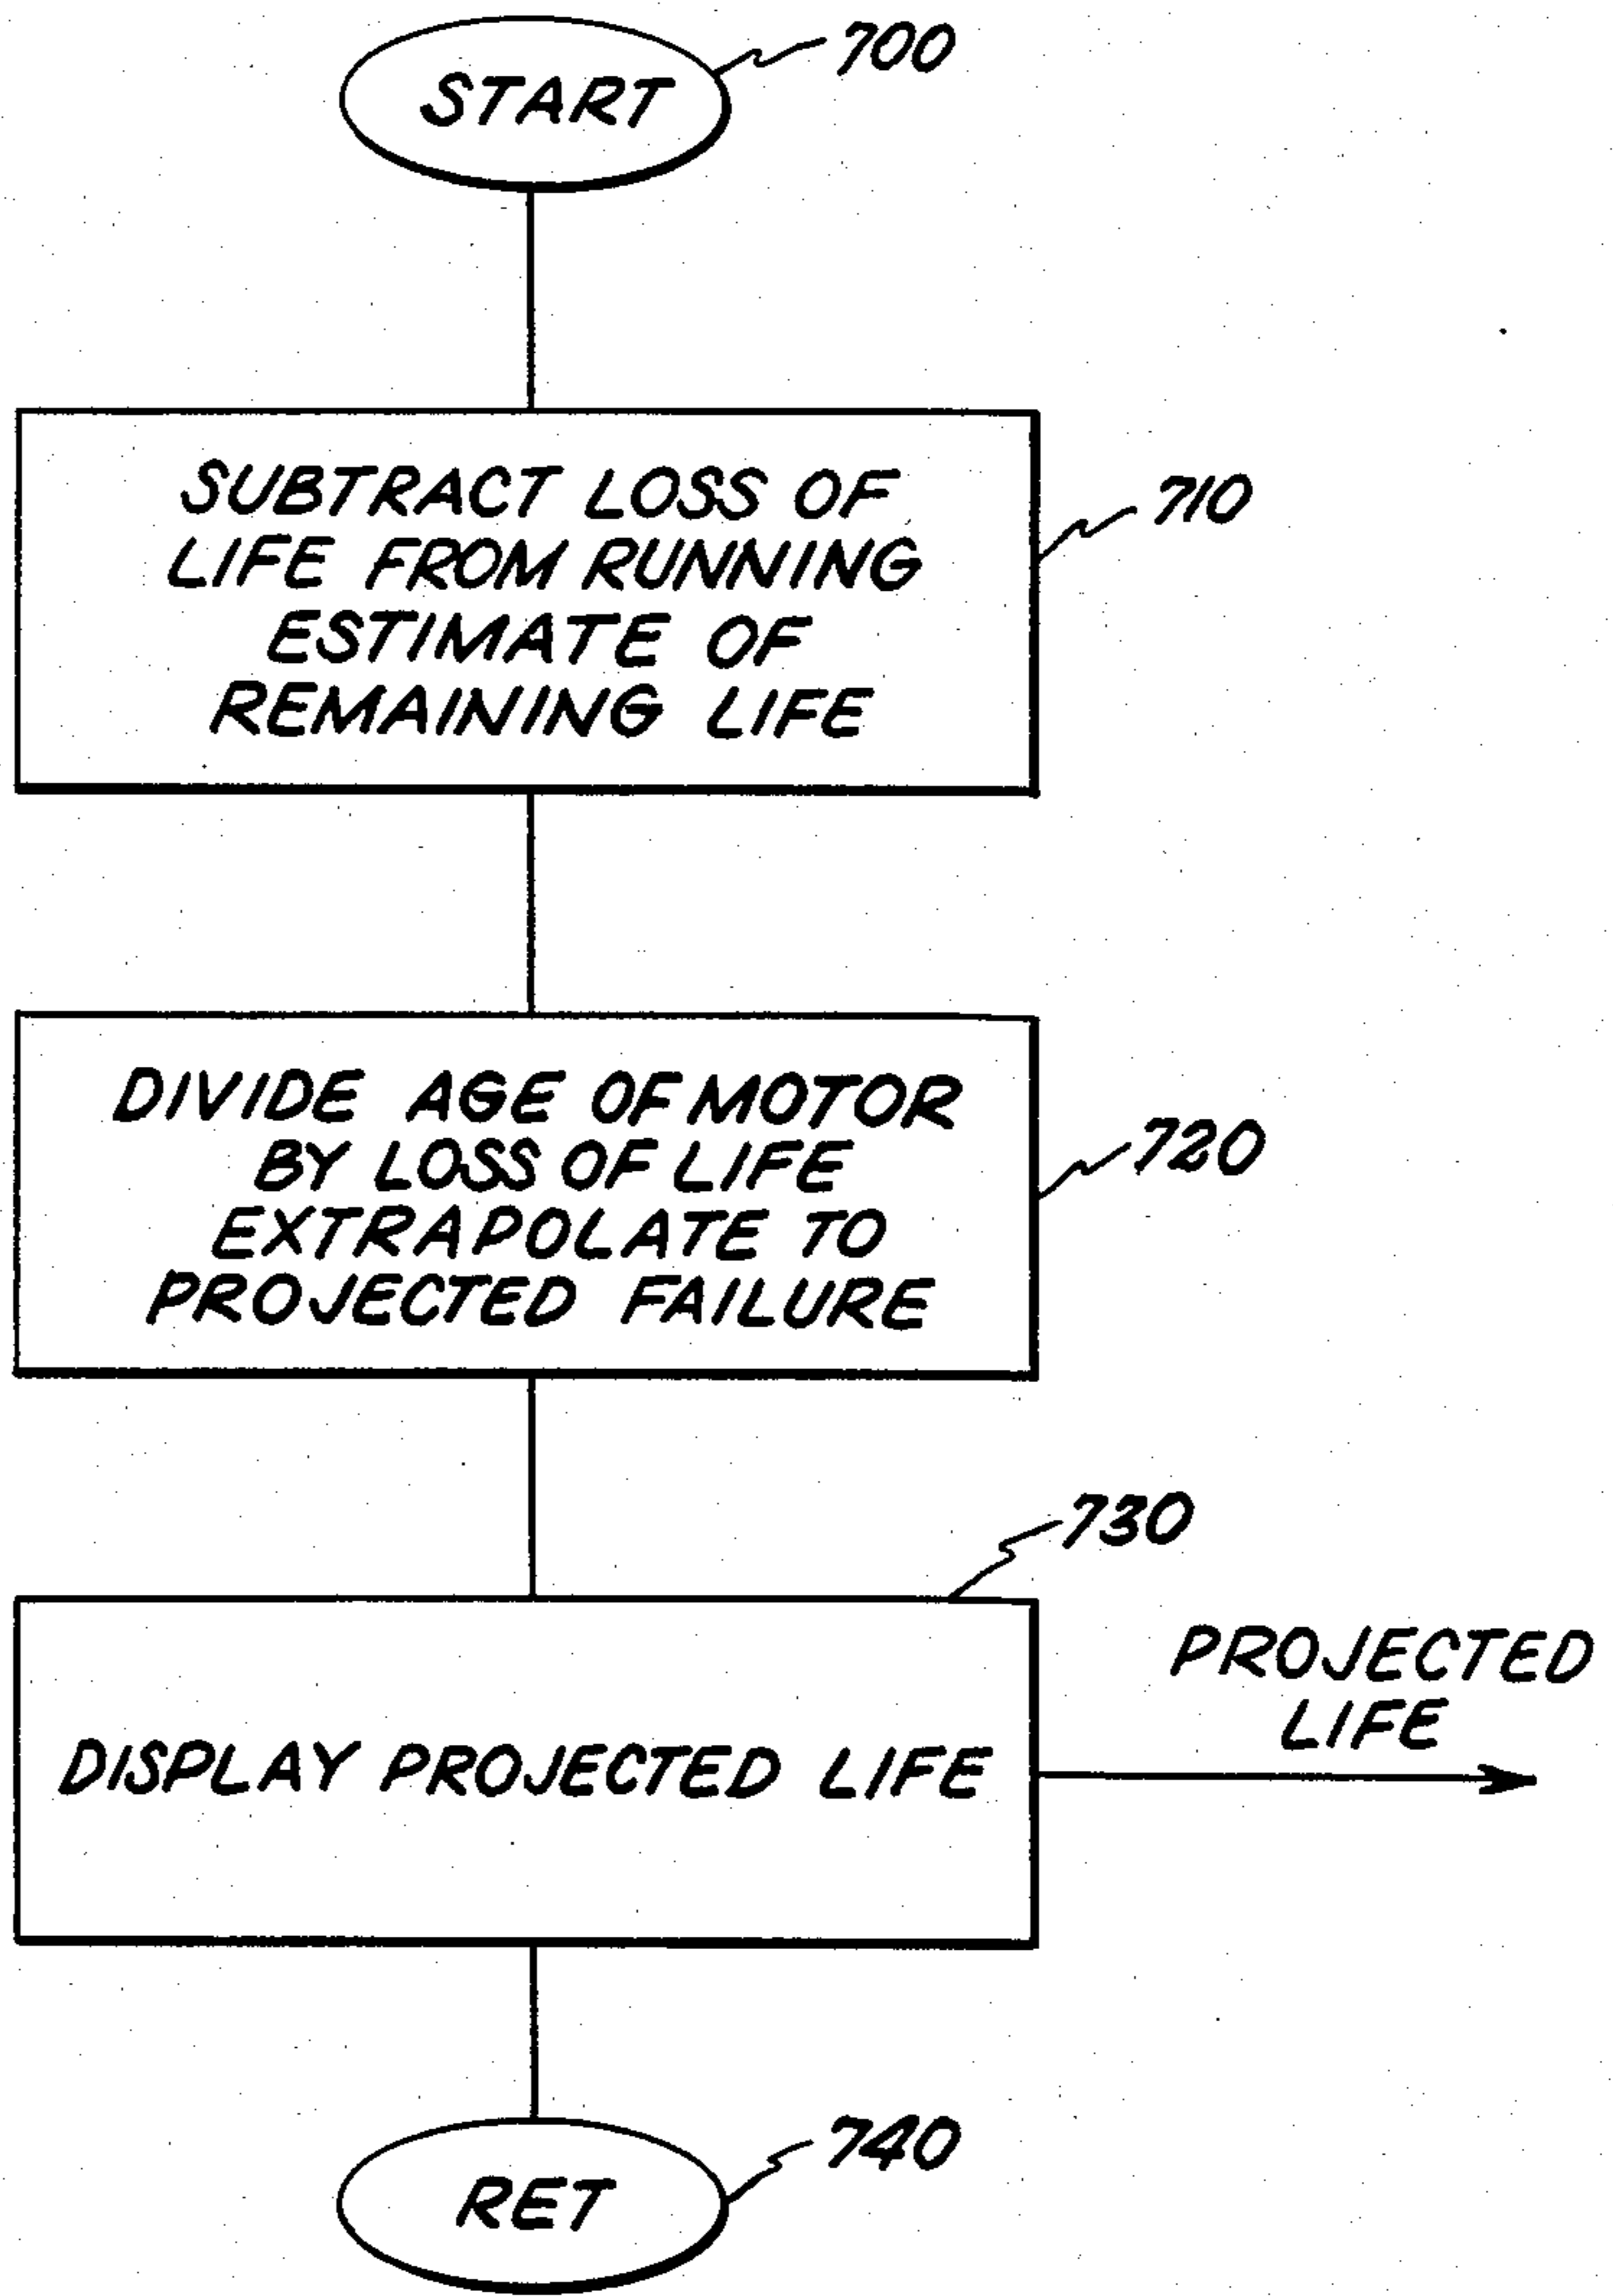 700
START
SUBTRACT LOSS OF
LIFE FROM RUNNING
ESTIMATE OF
REMAINING LIFE
710
DIVIDE AGE OF MOTOR
BY LOSS OF LIFE
EXTRAPOLATE TO
PROJECTED FAILURE
720
730
DISPLAY PROJECTED LIFE
PROJECTED
LIFE
740
RET